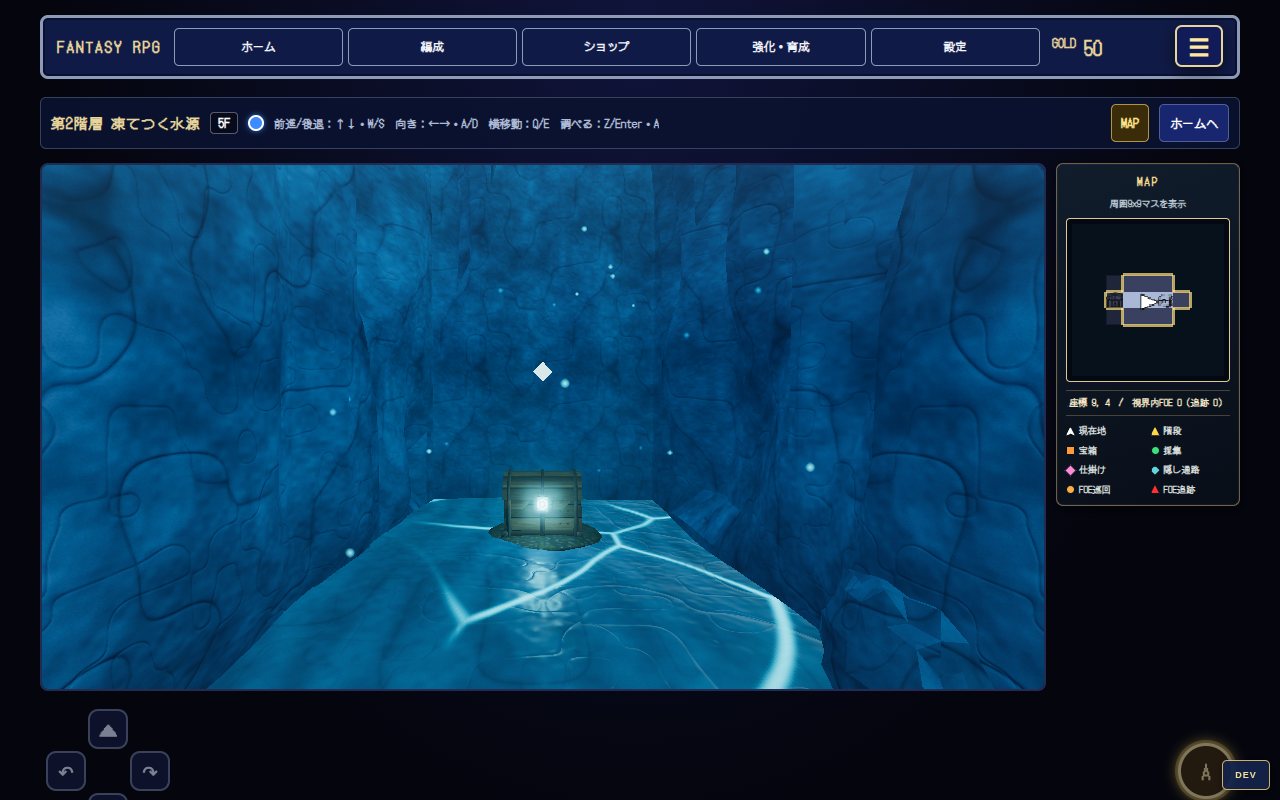 FANTASY RPG
ホーム
編成
ショップ
強化・育成
設定
GOLD 50
第2階層 凍てつく水源
5F
前進/後退：↑↓・W/S 向き：←→・A/D 横移動：Q/E 調べる：Z/Enter・A
MAP
ホームへ
MAP
周囲9x9マスを表示
座標 9, 4 / 視界内FOE 0（追跡 0）
現在地
階段
宝箱
採集
仕掛け
隠し通路
FOE巡回
FOE追跡
A
DEV